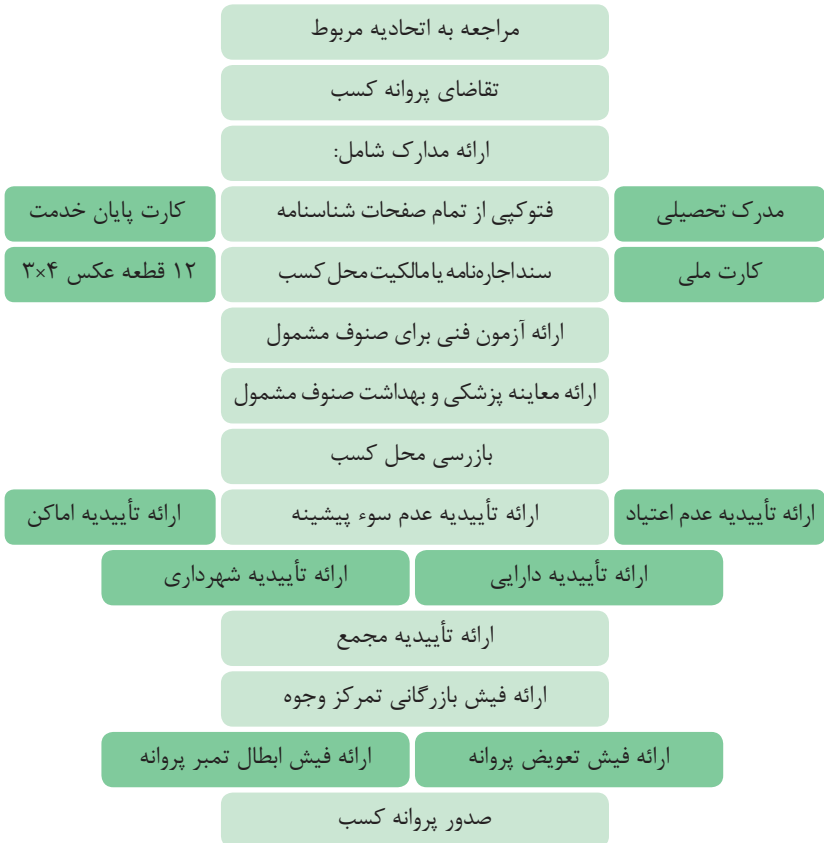 مراجعه به اتحادیه مربوط
تقاضای پروانه کسب
ارائه مدارک شامل:
مدرک تحصیلی
فتوکپی از تمام صفحات شناسنامه
کارت پایان خدمت
کارت ملی
سنداجاره‌نامه یا مالکیت محل کسب
۱۲ قطعه عکس ۴×۳
ارائه آزمون فنی برای صنوف مشمول
ارائه معاینه پزشکی و بهداشت صنوف مشمول
بازرسی محل کسب
ارائه تأییدیه عدم اعتیاد
ارائه تأییدیه عدم سوء پیشینه
ارائه تأییدیه اماکن
ارائه تأییدیه دارایی
ارائه تأییدیه شهرداری
ارائه تأییدیه مجمع
ارائه فیش بازرگانی تمرکز وجوه
ارائه فیش تعویض پروانه
ارائه فیش ابطال تمبر پروانه
صدور پروانه کسب